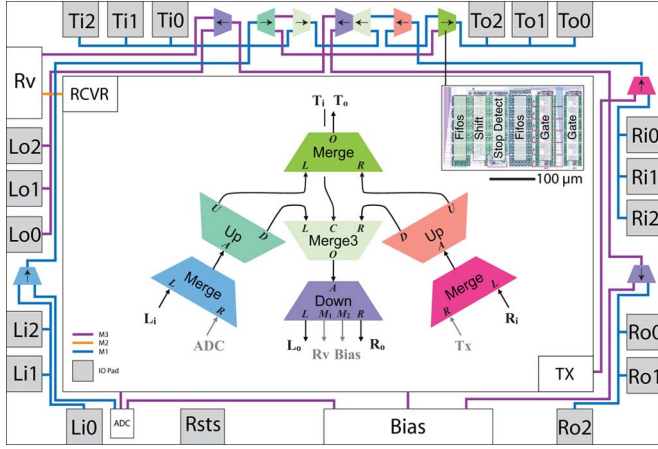 Ti2 Ti1 Ti0 To2 To1 To0
Rv
RCVR
Ti To
O
Merge
L R
Fifos Shift Stop Detect Fifos Gate Gate
100 µm
Lo2
Lo1
Lo0
Ri0
Ri1
Ri2
U
Up
D
A
L C R
Merge3
O
U
Up
D
A
Merge
L R
Merge
R L
A
Down
L M1 M2 R
Li
ADC
Lo Rv Bias Ro
Tx
Ri
Li2
Li1
M3
M2
M1
IO Pad
Ro0
Ro1
TX
Li0
ADC
Rsts
Bias
Ro2